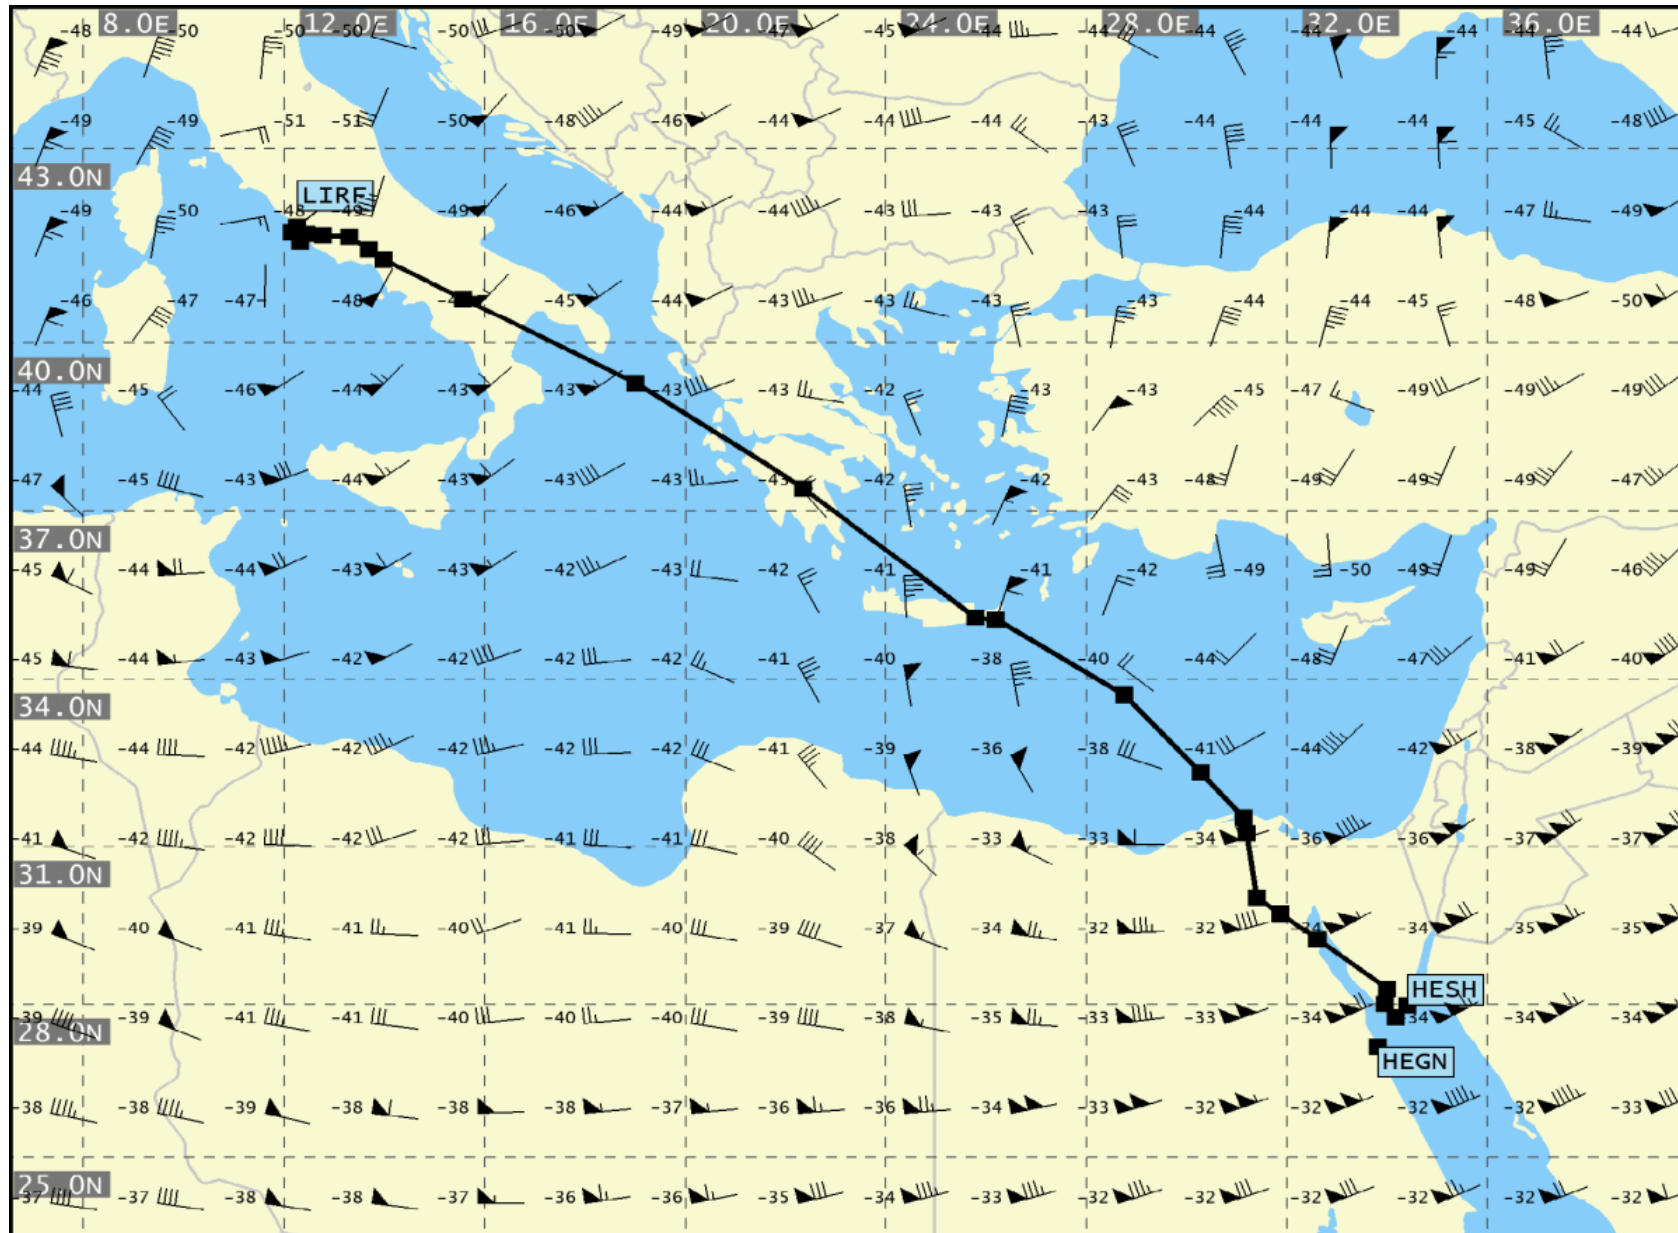 -48 8.0E -50 -50 12.0E -50 -50 16.0E -50 -49 20.0E -47 -45 24.0E -44 -44 28.0E -44 32.0E -44 -44 36.0E -44
-49 -49 -51 -51 -50 -48 -46 -44 -44 -44 -43 -44 -44 -44 -45 -48
43.0N
LIRF
-49 -50 -48 -49 -49 -46 -44 -44 -43 -43 -43 -44 -44 -44 -47 -49
-46 -47 -47 -48 -45 -44 -43 -43 -43 -43 -44 -44 -45 -48 -50
40.0N
-44 -45 -46 -44 -43 -43 -43 -43 -42 -43 -43 -45 -47 -49 -49 -49
-47 -45 -43 -44 -43 -43 -43 -42 -42 -43 -48 -49 -49 -49 -47
37.0N
-45 -44 -44 -43 -43 -42 -43 -42 -41 -41 -42 -49 -50 -49 -49 -46
-45 -44 -43 -42 -42 -42 -42 -41 -40 -38 -40 -44 -48 -47 -41 -40
34.0N
-44 -44 -42 -42 -42 -42 -42 -41 -39 -36 -38 -41 -44 -42 -38 -39
-41 -42 -42 -42 -42 -41 -41 -40 -38 -33 -33 -34 -36 -35 -37 -37
31.0N
-39 -40 -41 -41 -40 -41 -40 -39 -37 -34 -32 -32 -34 -34 -35 -35
HESH
-39 -39 -41 -41 -40 -40 -40 -39 -38 -35 -33 -33 -34 -34 -34 -34
28.0N
HEGN
-38 -38 -39 -38 -38 -38 -37 -36 -36 -34 -33 -32 -32 -32 -32 -33
25.0N
-37 -37 -38 -38 -37 -36 -36 -35 -34 -33 -32 -32 -32 -32 -32 -32